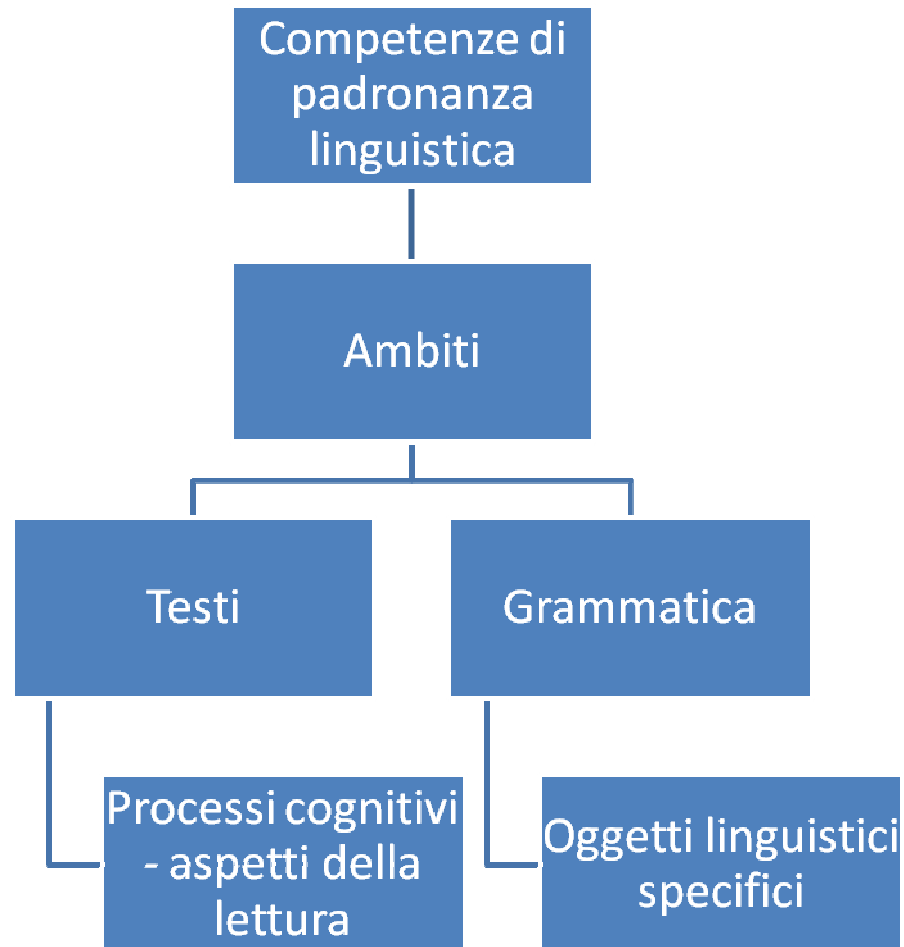 Competenze di
padronanza
linguistica
Ambiti
Testi
Grammatica
Processi cognitivi
- aspetti della
lettura
Oggetti linguistici
specifici